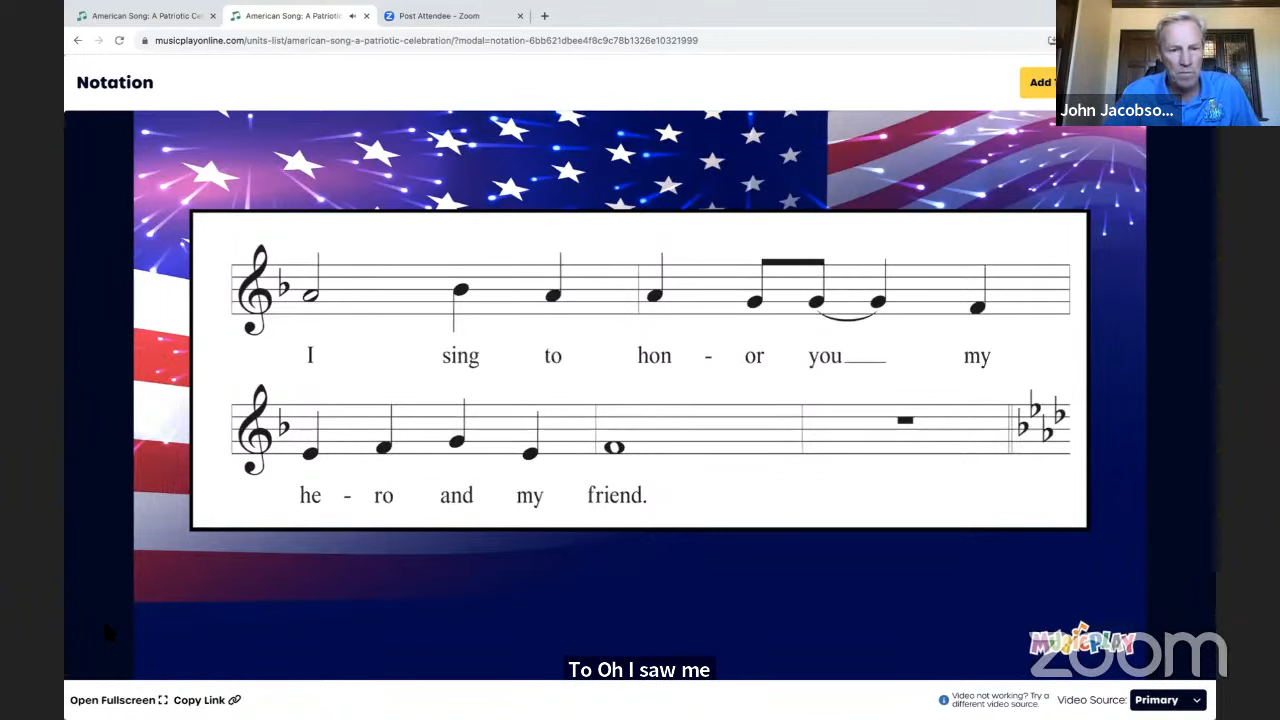 American Song: A Patriotic Cel
American Song: A Patriotic
Post Attendee - Zoom
musicplayonline.com/units-list/american-song-a-patriotic-celebration/?modal=notation-6bb621dbee4f8c9c78b1326e10321999
Notation
Add
John Jacobso...
I sing to hon - or you my
he - ro and my friend.
MUSICPLAY
zoom
To Oh I saw me
Open Fullscreen Copy Link
Video not working? Try a
different video source.
Video Source: Primary